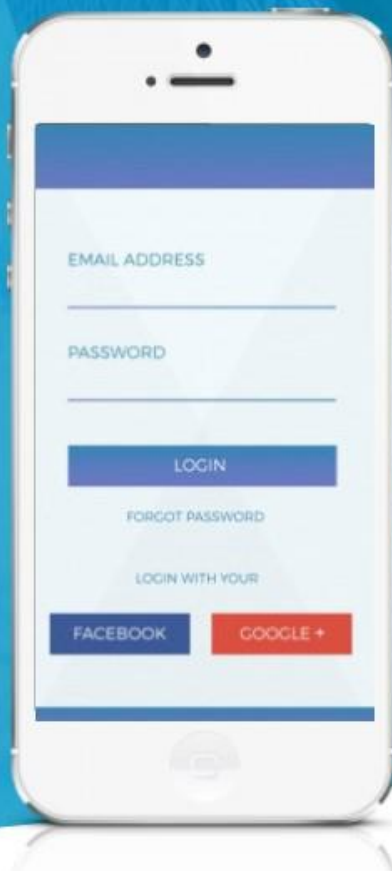 EMAIL ADDRESS
PASSWORD
LOGIN
FORGOT PASSWORD
LOGIN WITH YOUR
FACEBOOK GOOGLE +